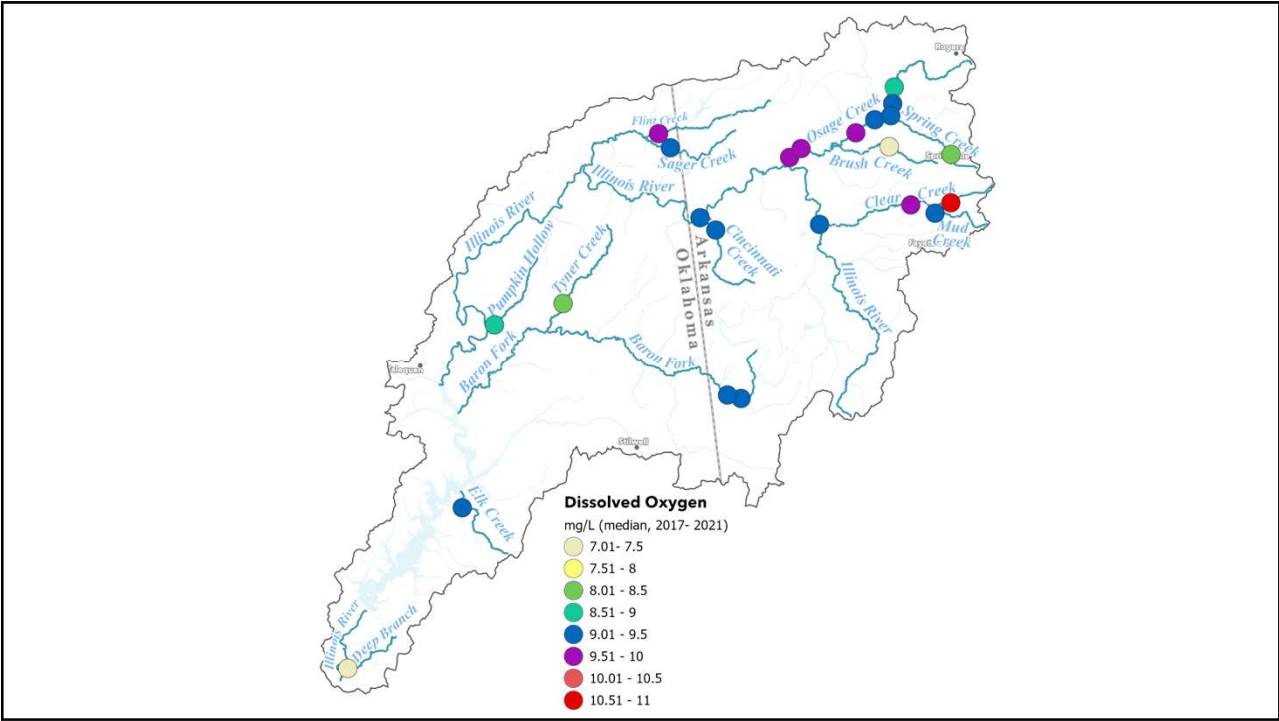 Rogers
Flint Creek
Osage Creek
Spring Creek
Sager Creek
Brush Creek
Illinois River
Clear Creek
Mud
Creek
Illinois River
Pumpkin Hollow
Tyner Creek
Cincinnati
Creek
Arkansas
Oklahoma
Illinois River
Baron Fork
Baron Fork
Stilwell
Elk Creek
Illinois River
Deep Branch
Dissolved Oxygen
mg/L (median, 2017- 2021)
7.01- 7.5
7.51 - 8
8.01 - 8.5
8.51 - 9
9.01 - 9.5
9.51 - 10
10.01 - 10.5
10.51 - 11